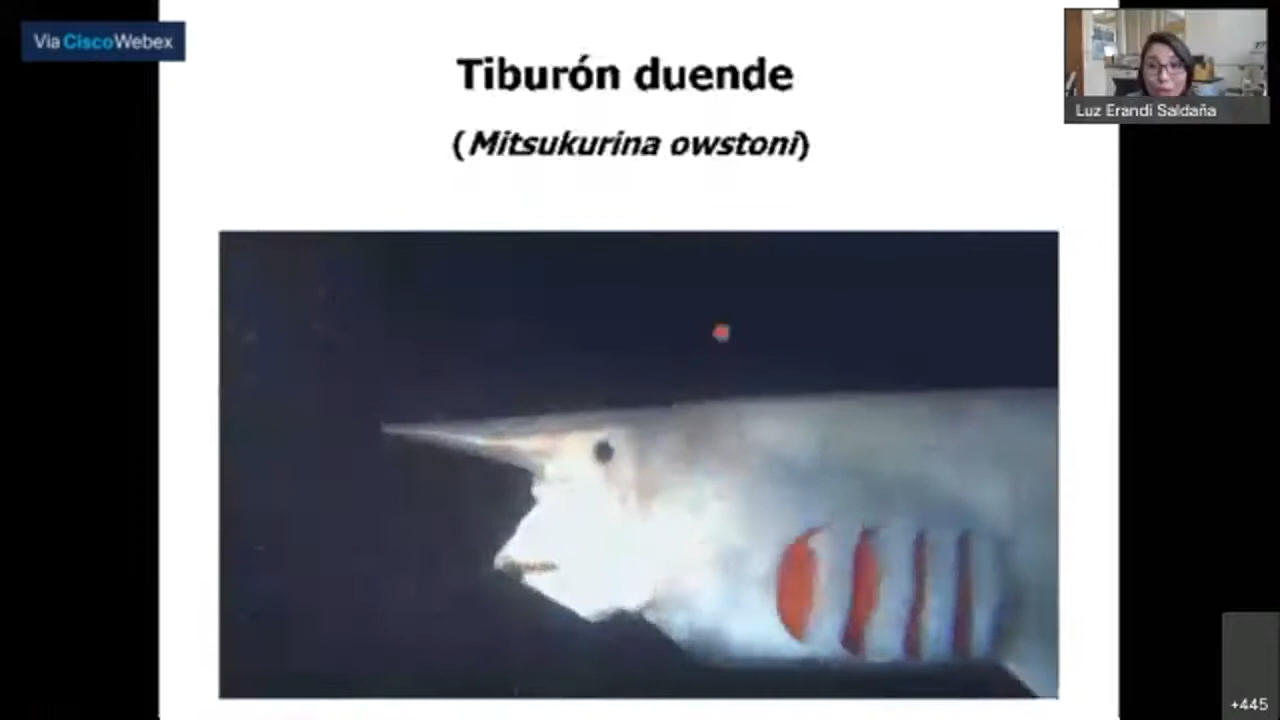 Via CiscoWebex
Tiburón duende
(Mitsukurina owstoni)
Luz Erandi Saldaña
+445